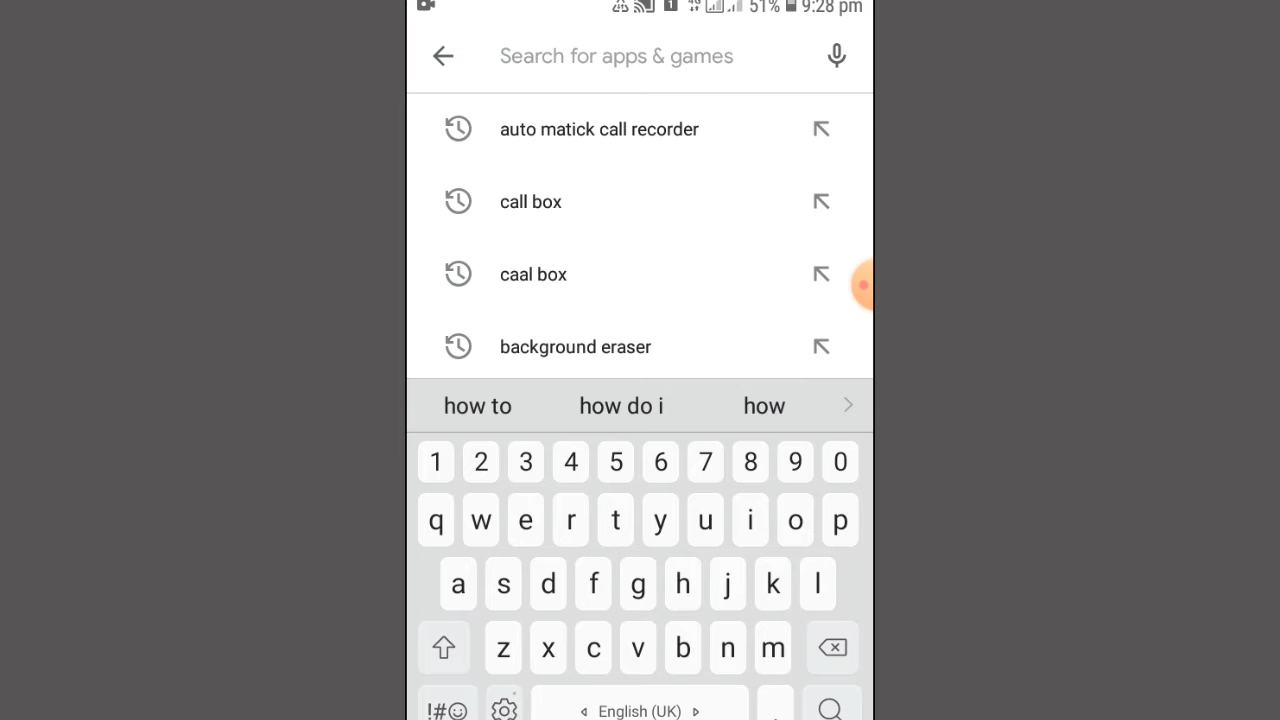 51% 9:28 pm
Search for apps & games
auto matick call recorder
call box
caal box
background eraser
how to how do i how
1 2 3 4 5 6 7 8 9 0
q w e r t y u i o p
a s d f g h j k l
z x c v b n m
!#☺ English (UK) .